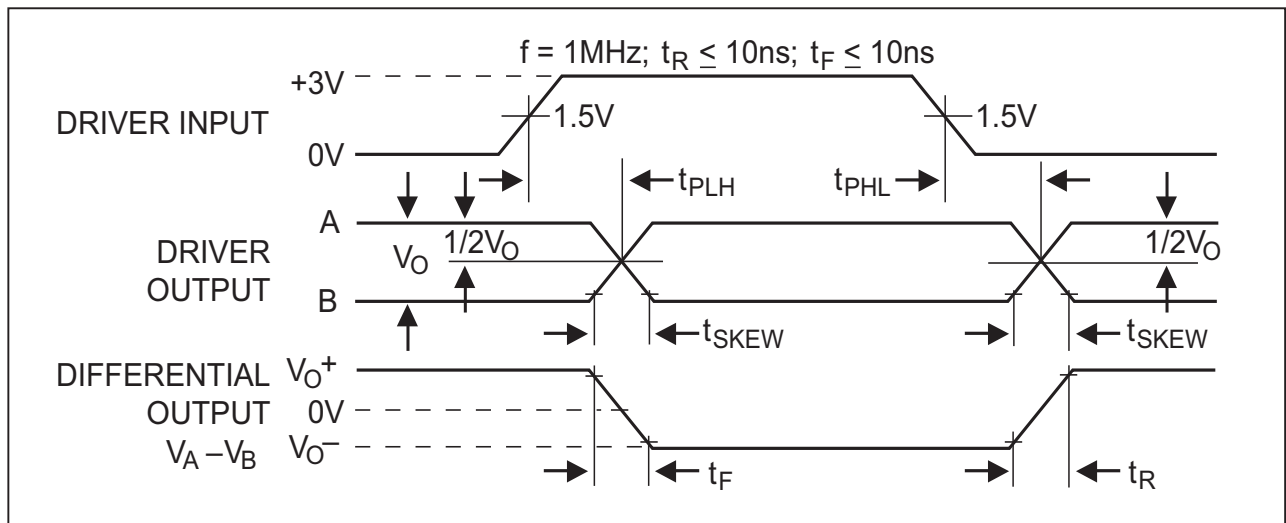 f = 1MHz; tR ≤ 10ns; tF ≤ 10ns
+3V
DRIVER INPUT
1.5V
1.5V
0V
tPLH
tPHL
A
DRIVER
OUTPUT
VO
1/2VO
1/2VO
B
tSKEW
tSKEW
DIFFERENTIAL
OUTPUT
VA –VB
VO+
0V
VO–
tF
tR